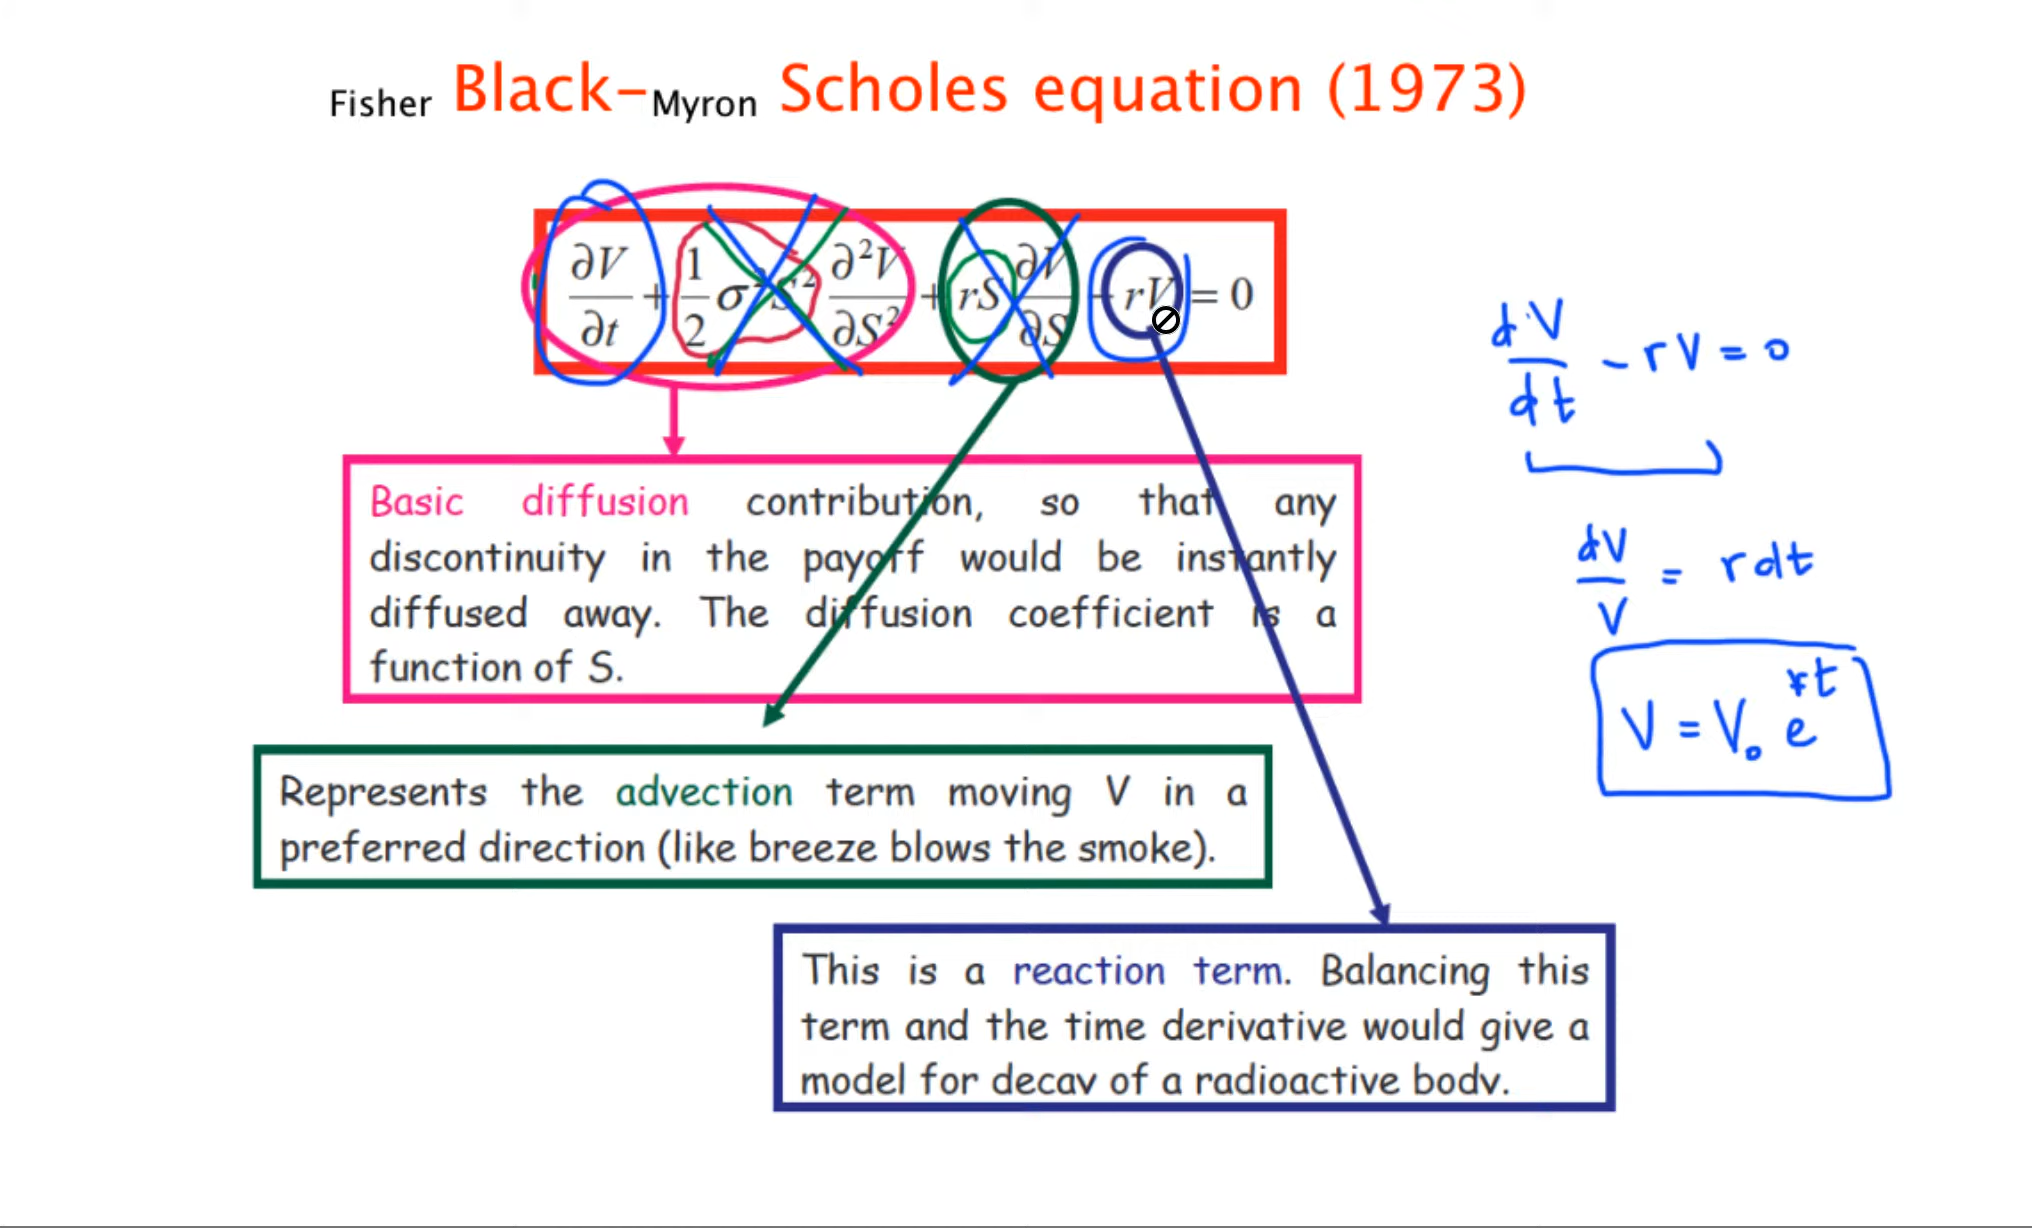 Fisher Black-Myron Scholes equation (1973)
∂V/∂t + 1/2 σ²S² ∂²V/∂S² + rS ∂V/∂S - rV = 0
dV/dt - rV = 0
Basic diffusion contribution, so that any
discontinuity in the payoff would be instantly
diffused away. The diffusion coefficient is a
function of S.
dV/V = rdt
V = V₀ e^rt
Represents the advection term moving V in a
preferred direction (like breeze blows the smoke).
This is a reaction term. Balancing this
term and the time derivative would give a
model for decay of a radioactive body.